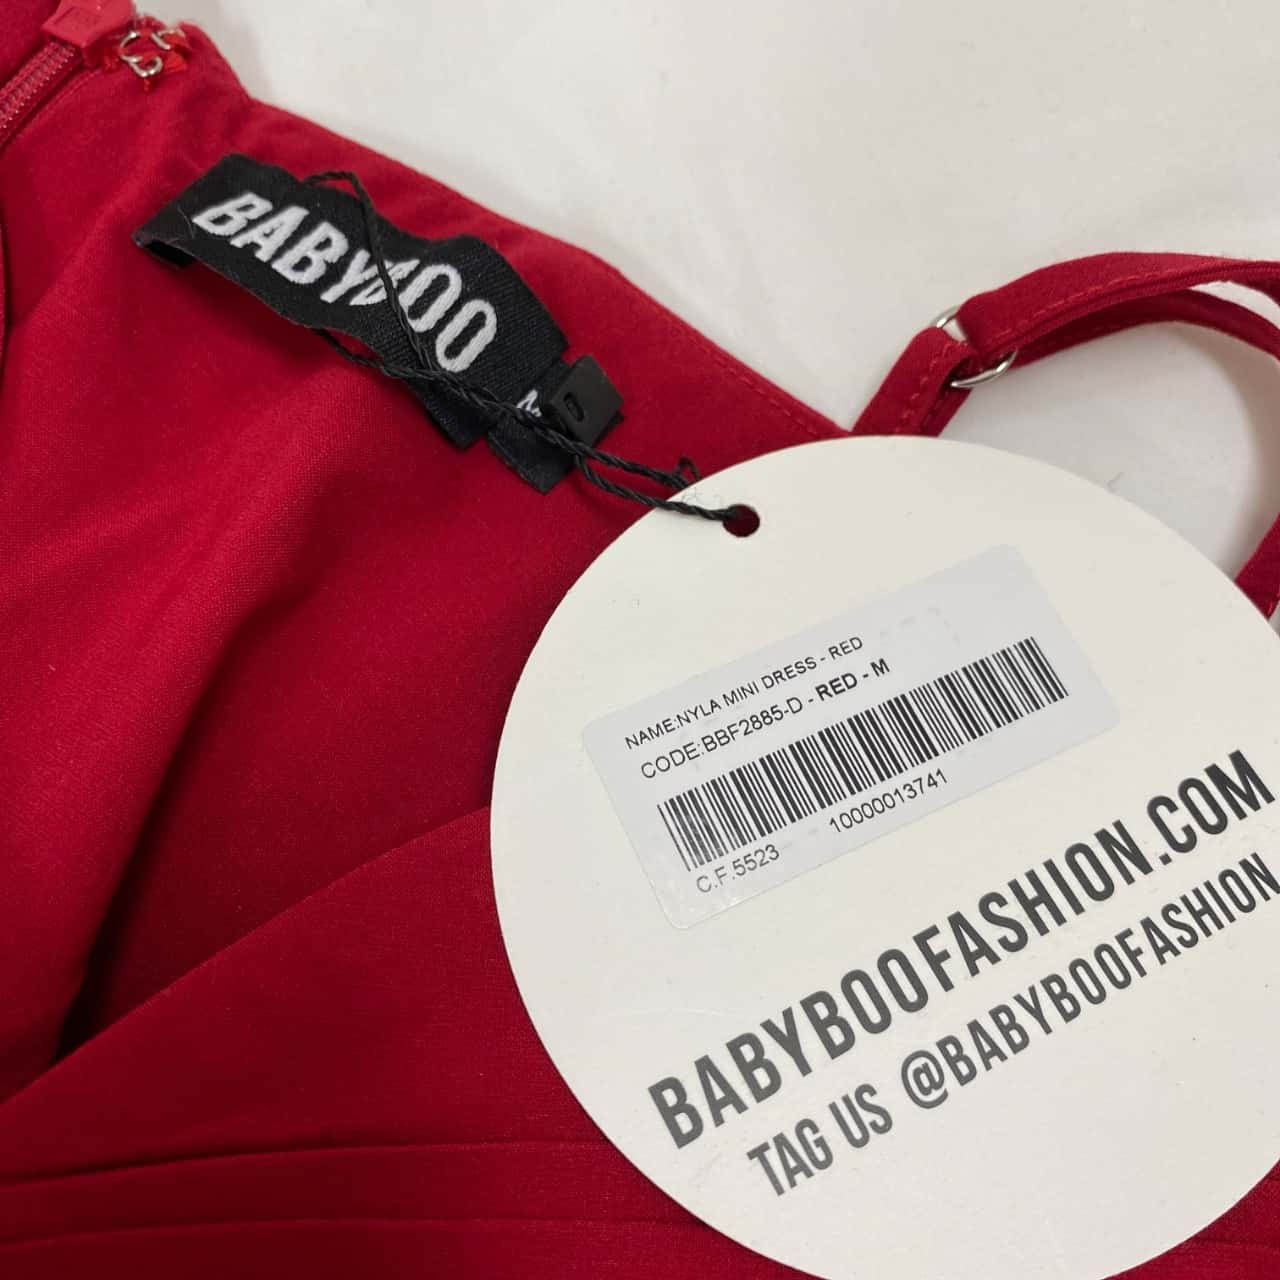 BABYBOO
NAME:NYLA MINI DRESS - RED
CODE:BBF2885-D - RED - M
10000013741
C.F.5523
BABYBOOFASHION.COM
TAG US @BABYBOOFASHION